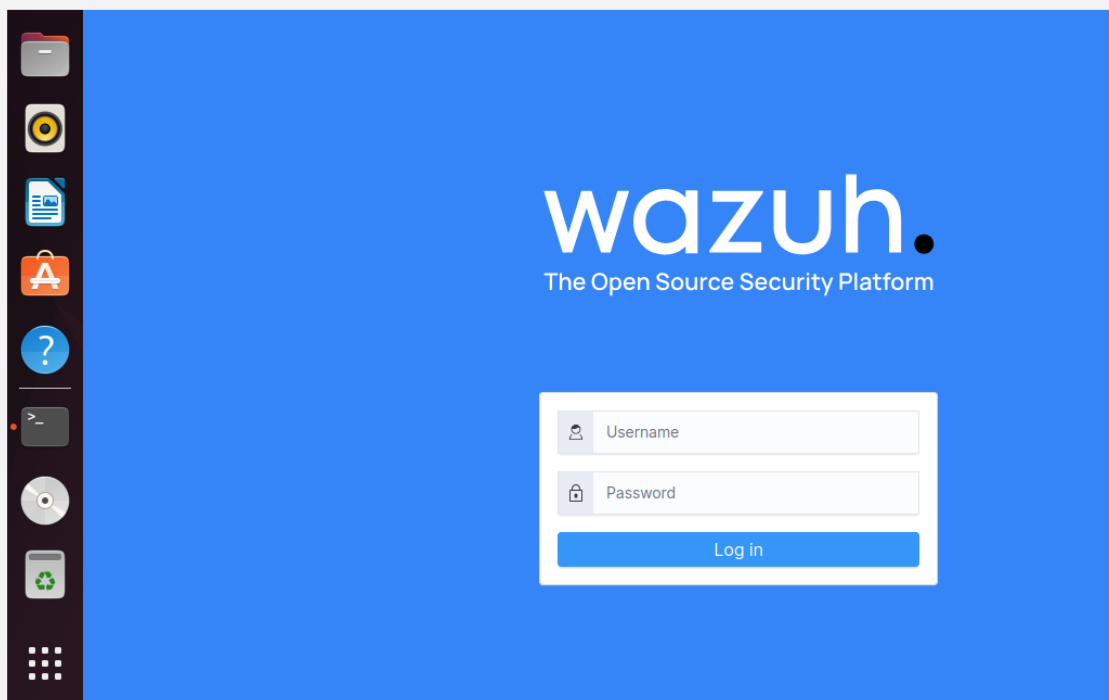 wazuh.
The Open Source Security Platform
Username
Password
Log in